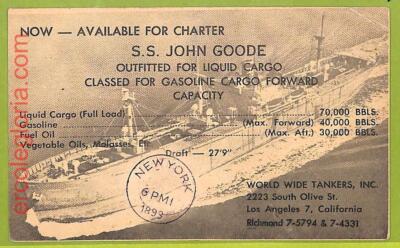 NOW — AVAILABLE FOR CHARTER
S.S. JOHN GOODE
OUTFITTED FOR LIQUID CARGO
CLASSED FOR GASOLINE CARGO FORWARD
CAPACITY
Liquid Cargo (Full Load) 70,000 BBLS.
Gasoline (Max. Forward) 40,000 BBLS.
Fuel Oil (Max. Aft.) 30,000 BBLS.
Vegetable Oils, Molasses, Etc.
Draft — 27'9"
NEW YORK
6 PM
1893
WORLD WIDE TANKERS, INC.
2223 South Olive St.
Los Angeles 7, California
Richmond 7-5794 & 7-4331